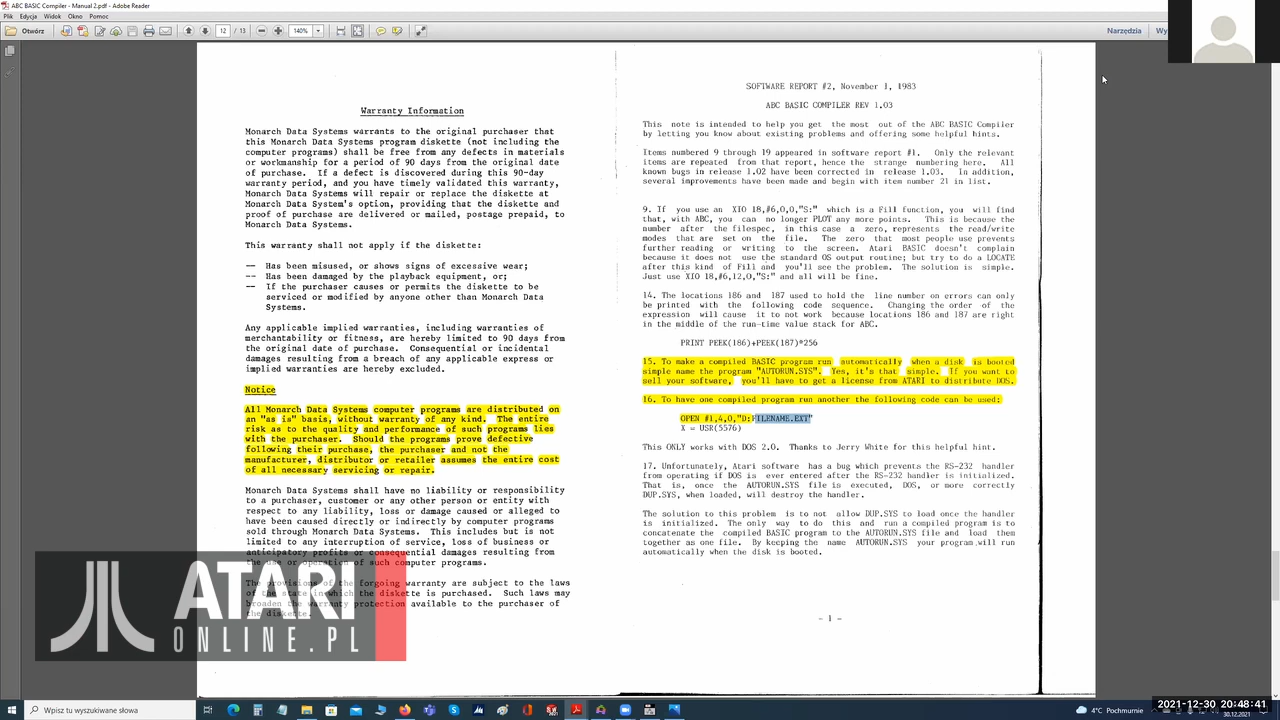 ABC BASIC Compiler - Manual 2.pdf - Adobe Reader
Plik Edycja Widok Okno Pomoc
Otwórz
12 / 13
140%
Narzędzia
Warranty Information
Monarch Data Systems warrants to the original purchaser that
this Monarch Data Systems program diskette (not including the
computer programs) shall be free from any defects in materials
or workmanship for a period of 90 days from the original date
of purchase. If a defect is discovered during this 90-day
warranty period, and you have timely validated this warranty,
Monarch Data Systems will repair or replace the diskette at
Monarch Data System's option, providing that the diskette and
proof of purchase are delivered or mailed, postage prepaid, to
Monarch Data Systems.
This warranty shall not apply if the diskette:
-- Has been misused, or shows signs of excessive wear;
-- Has been damaged by the playback equipment, or:
-- If the purchaser causes or permits the diskette to be
serviced or modified by anyone other than Monarch Data
Systems.
Any applicable implied warranties, including warranties of
merchantability or fitness, are hereby limited to 90 days from
the original date of purchase. Consequential or incidental
damages resulting from a breach of any applicable express or
implied warranties are hereby excluded.
Notice
All Monarch Data Systems computer programs are distributed on
an "as is" basis, without warranty of any kind. The entire
risk as to the quality and performance of such programs lies
with the purchaser. Should the programs prove defective
following their purchase, the purchaser and not the
manufacturer, distributor or retailer assumes the entire cost
of all necessary servicing or repair.
Monarch Data Systems shall have no liability or responsibility
to a purchaser, customer or any other person or entity with
respect to any liability, loss or damage caused or alleged to
have been caused directly or indirectly by computer programs
sold through Monarch Data Systems. This includes but is not
limited to any interruption of service, loss of business or
anticipatory profits or consequential damages resulting from
the use or operation of such computer programs.
The provisions of the forgoing warranty are subject to the laws
of the state in which the diskette is purchased. Such laws may
broaden the warranty protection available to the purchaser of
the diskette.
SOFTWARE REPORT #2, November 1, 1983
ABC BASIC COMPILER REV 1.03
This note is intended to help you get the most out of the ABC BASIC Compiler
by letting you know about existing problems and offering some helpful hints.
Items numbered 9 through 19 appeared in software report #1. Only the relevant
items are repeated from that report, hence the strange numbering here. All
known bugs in release 1.02 have been corrected in release 1.03. In addition,
several improvements have been made and begin with item number 21 in list.
9. If you use an XIO 18,#6,0,0,"S:" which is a Fill function, you will find
that, with ABC, you can no longer PLOT any more points. This is because the
number after the filespec, in this case a zero, represents the read/write
modes that are set on the file. The zero that most people use prevents
further reading or writing to the screen. Atari BASIC doesn't complain
because it does not use the standard OS output routine; but try to do a LOCATE
after this kind of Fill and you'll see the problem. The solution is simple.
Just use XIO 18,#6,12,0,"S:" and all will be fine.
14. The locations 186 and 187 used to hold the line number on errors can only
be printed with the following code sequence. Changing the order of the
expression will cause it to not work because locations 186 and 187 are right
in the middle of the run-time value stack for ABC.
PRINT PEEK(186)+PEEK(187)*256
15. To make a compiled BASIC program run automatically when a disk is booted
simple name the program "AUTORUN.SYS". Yes, it's that simple. If you want to
sell your software, you'll have to get a license from ATARI to distribute DOS.
16. To have one compiled program run another the following code can be used:
OPEN #1,4,0,"D:FILENAME.EXT"
X = USR(5576)
This ONLY works with DOS 2.0. Thanks to Jerry White for this helpful hint.
17. Unfortunately, Atari software has a bug which prevents the RS-232 handler
from operating if DOS is ever entered after the RS-232 handler is initialized.
That is, once the AUTORUN.SYS file is executed, DOS, or more correctly
DUP.SYS, when loaded, will destroy the handler.
The solution to this problem is to not allow DUP.SYS to load once the handler
is initialized. The only way to do this and run a compiled program is to
concatenate the compiled BASIC program to the AUTORUN.SYS file and load them
together as one file. By keeping the name AUTORUN.SYS your program will run
automatically when the disk is booted.
- 1 -
ATARI
ONLINE.PL
Wpisz tu wyszukiwane słowa
4°C Pochmurnie
2021-12-30 20:48:41
30.12.2021